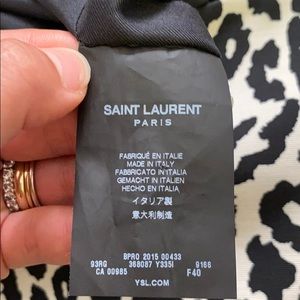 SAINT LAURENT
PARIS
FABRIQUÉ EN ITALIE
MADE IN ITALY
FABBRICATO IN ITALIA
GEMACHT IN ITALIEN
HECHO EN ITALIA
イタリア製
意大利制造
BPRO 2015 00433
93RG 368087 Y335I 9166
CA 00985 F40
YSL.COM